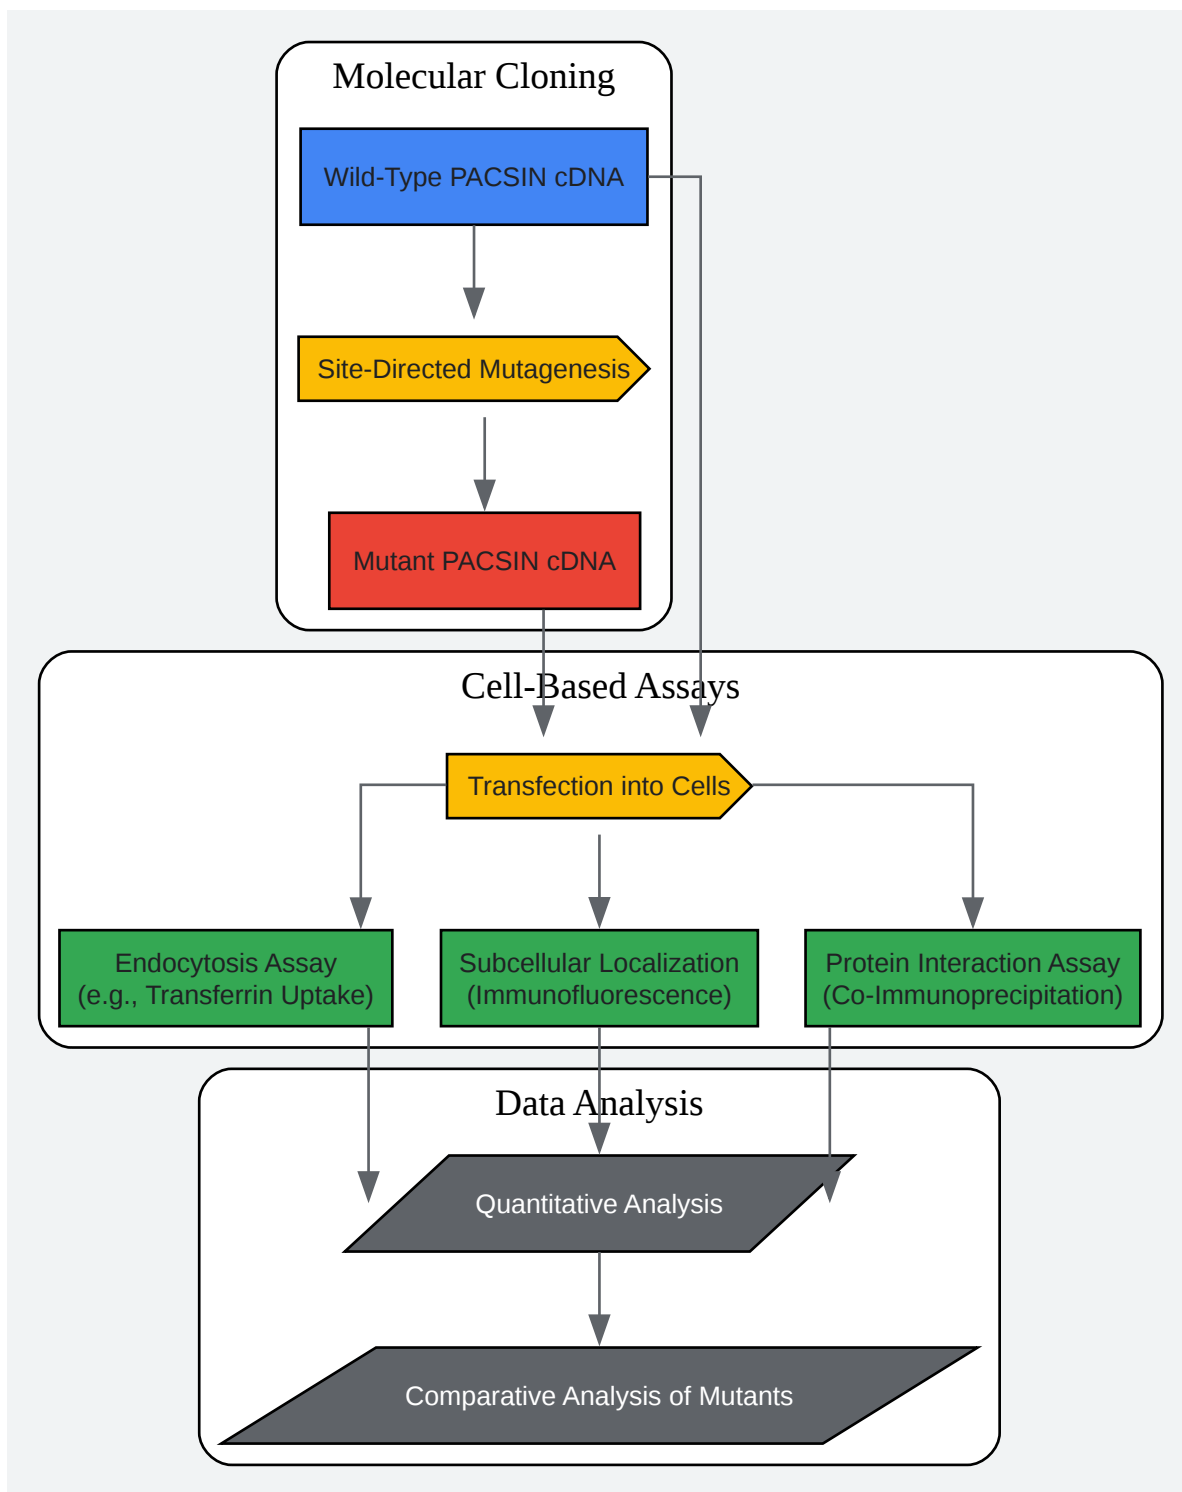 Molecular Cloning
Wild-Type PACSIN cDNA
Site-Directed Mutagenesis
Mutant PACSIN cDNA
Cell-Based Assays
Transfection into Cells
Endocytosis Assay
(e.g., Transferrin Uptake)
Subcellular Localization
(Immunofluorescence)
Protein Interaction Assay
(Co-Immunoprecipitation)
Data Analysis
Quantitative Analysis
Comparative Analysis of Mutants